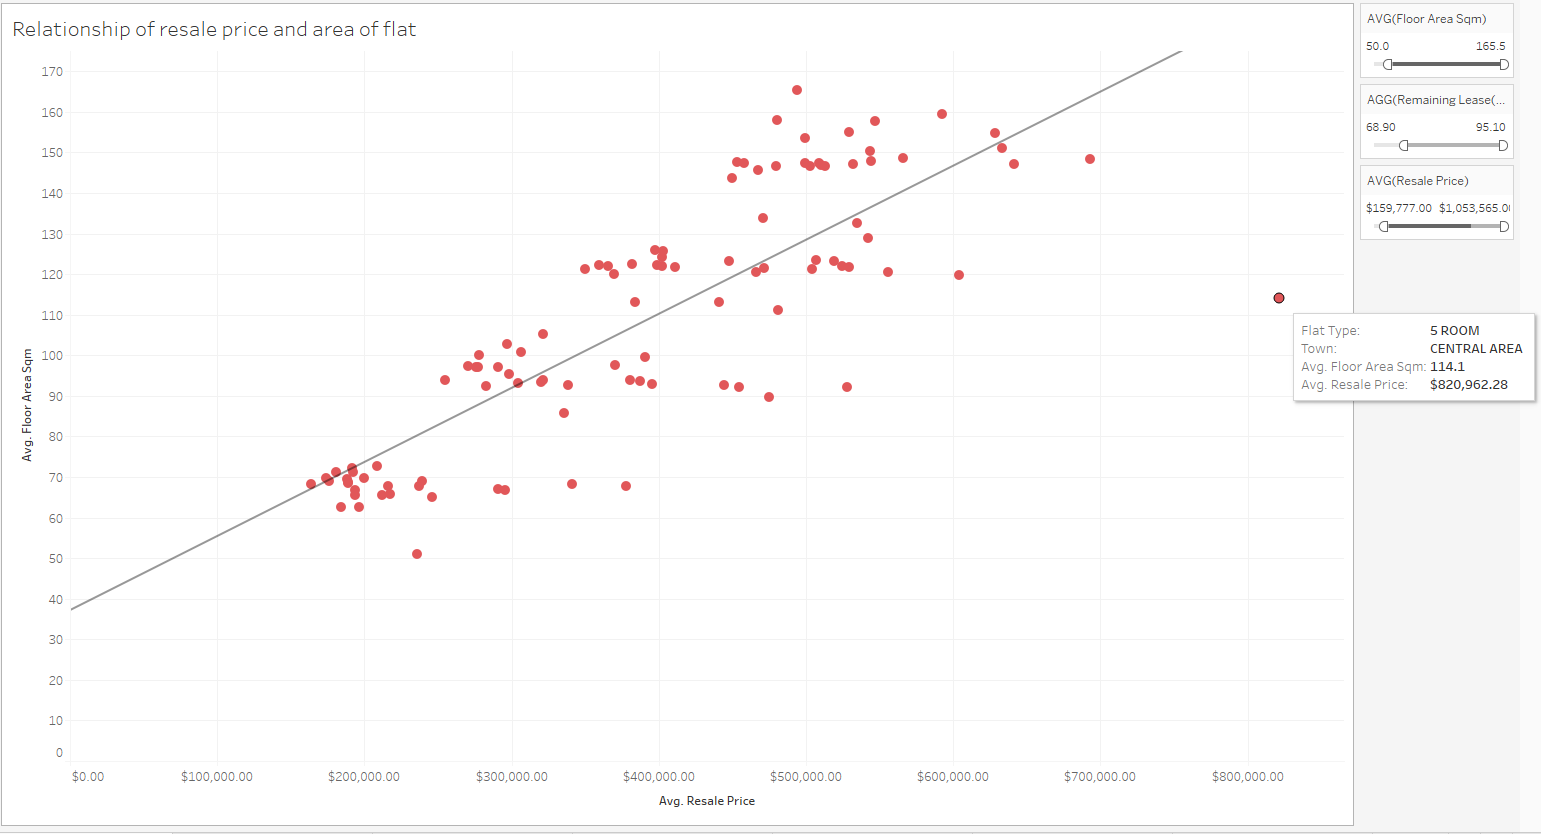 Relationship of resale price and area of flat
170
160
150
140
130
120
110
100
90
80
70
60
50
40
30
20
10
0
Avg. Floor Area Sqm
$0.00 $100,000.00 $200,000.00 $300,000.00 $400,000.00 $500,000.00 $600,000.00 $700,000.00 $800,000.00
Avg. Resale Price
AVG(Floor Area Sqm)
50.0 165.5
AGG(Remaining Lease(...
68.90 95.10
AVG(Resale Price)
$159,777.00 $1,053,565.0
Flat Type: 5 ROOM
Town: CENTRAL AREA
Avg. Floor Area Sqm: 114.1
Avg. Resale Price: $820,962.28